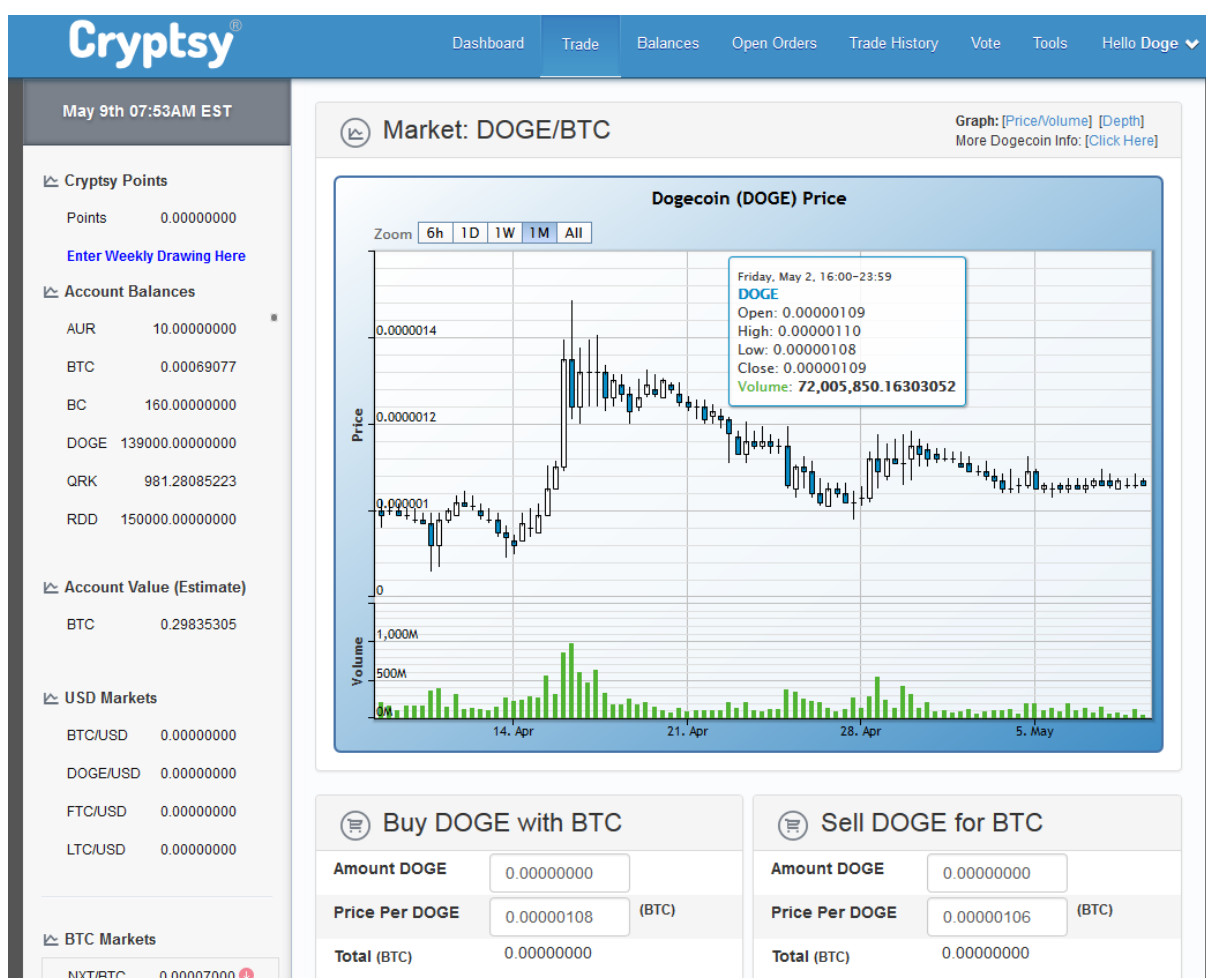 Cryptsy®
Dashboard Trade Balances Open Orders Trade History Vote Tools Hello Doge
May 9th 07:53AM EST
Cryptsy Points
Points 0.00000000
Enter Weekly Drawing Here
Account Balances
AUR 10.00000000
BTC 0.00069077
BC 160.00000000
DOGE 139000.00000000
QRK 981.28085223
RDD 150000.00000000
Account Value (Estimate)
BTC 0.29835305
USD Markets
BTC/USD 0.00000000
DOGE/USD 0.00000000
FTC/USD 0.00000000
LTC/USD 0.00000000
BTC Markets
NXT/BTC 0.00007000
Market: DOGE/BTC
Graph: [Price/Volume] [Depth]
More Dogecoin Info: [Click Here]
Dogecoin (DOGE) Price
Zoom 6h 1D 1W 1M All
Friday, May 2, 16:00-23:59
DOGE
Open: 0.00000109
High: 0.00000110
Low: 0.00000108
Close: 0.00000109
Volume: 72,005,850.16303052
Price
0.0000014
0.0000012
0.000001
0
Volume
1,000M
500M
0M
14. Apr 21. Apr 28. Apr 5. May
Buy DOGE with BTC
Amount DOGE 0.00000000
Price Per DOGE 0.00000108 (BTC)
Total (BTC) 0.00000000
Sell DOGE for BTC
Amount DOGE 0.00000000
Price Per DOGE 0.00000106 (BTC)
Total (BTC) 0.00000000